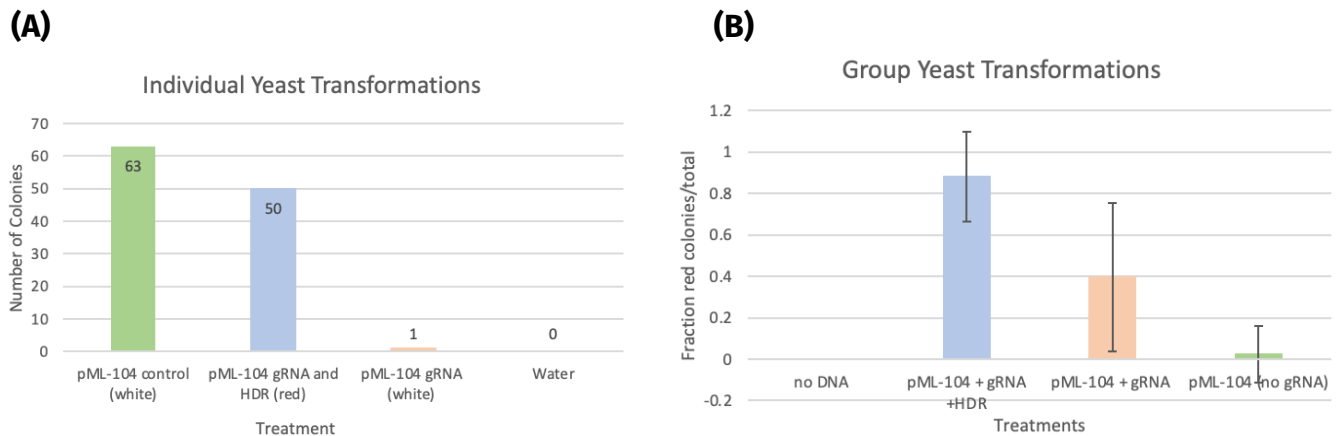 (A)
Individual Yeast Transformations
Number of Colonies
70
60
50
40
30
20
10
0
63
50
1
0
pML-104 control
(white)
pML-104 gRNA and
HDR (red)
pML-104 gRNA
(white)
Water
Treatment
(B)
Group Yeast Transformations
Fraction red colonies/total
1.2
1
0.8
0.6
0.4
0.2
0
-0.2
no DNA
pML-104 + gRNA
+HDR
pML-104 + gRNA
pML-104 (no gRNA)
Treatments